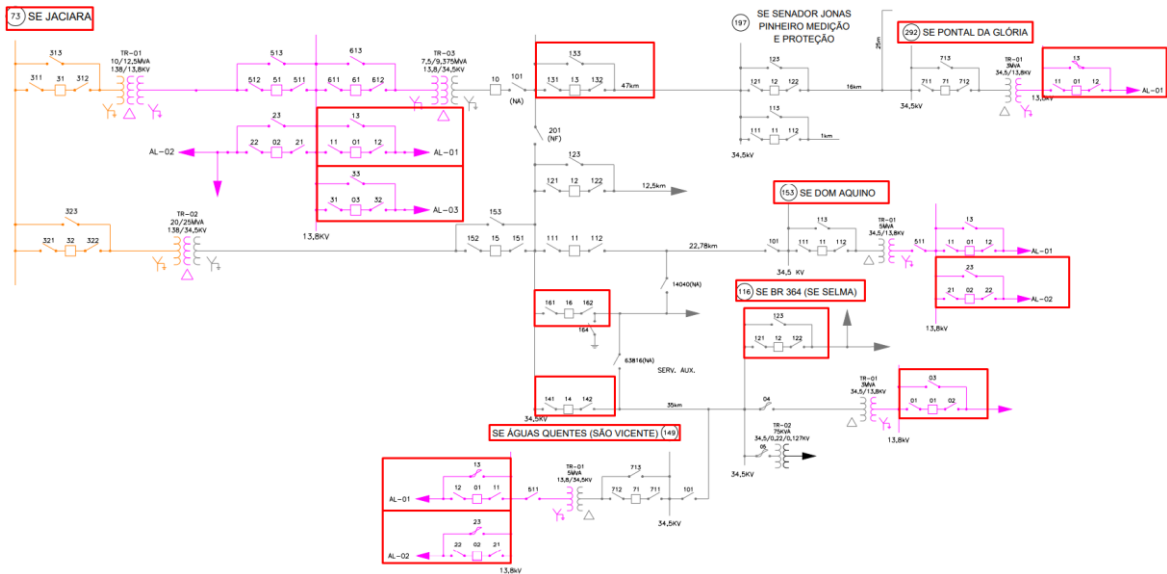 73 SE JACIARA
313
311 31 312
TR-01
10/12,5MVA
138/13,8KV
513
512 51 511
613
611 61 612
TR-03
7,5/9,375MVA
13,8/34,5KV
10 101
(NA)
133
131 13 132
47km
197
SE SENADOR JONAS
PINHEIRO MEDIÇÃO
E PROTEÇÃO
123
121 12 122
16km
25m
113
111 11 112
1km
34,5KV
292 SE PONTAL DA GLÓRIA
713
711 71 712
34,5KV
TR-01
3MVA
34,5/13,8KV
13
11 01 12
AL-01
13,8KV
23
22 02 21
AL-02
13
11 01 12
AL-01
33
31 03 32
AL-03
13,8KV
201
(NF)
123
121 12 122
12,5km
323
321 32 322
TR-02
20/25MVA
138/34,5KV
153
152 15 151
111 11 112
22,78km
153 SE DOM AQUINO
101
113
111 11 112
34,5 KV
TR-01
5MVA
34,5/13,8KV
511
13
11 01 12
AL-01
23
21 02 22
AL-02
13,8KV
14040(NA)
161 16 162
164
63816(NA)
SERV. AUX.
116 SE BR 364 (SE SELMA)
123
121 12 122
141 14 142
35km
34,5KV
04
TR-01
3MVA
34,5/13,8KV
03
01 01 02
13,8KV
TR-02
75KVA
34,5/0,22/0,127KV
34,5KV
SE ÁGUAS QUENTES (SÃO VICENTE) 149
13
12 01 11
AL-01
611
TR-01
5MVA
13,8/34,5KV
713
712 71 711
101
34,5KV
23
22 02 21
AL-02
13,8KV